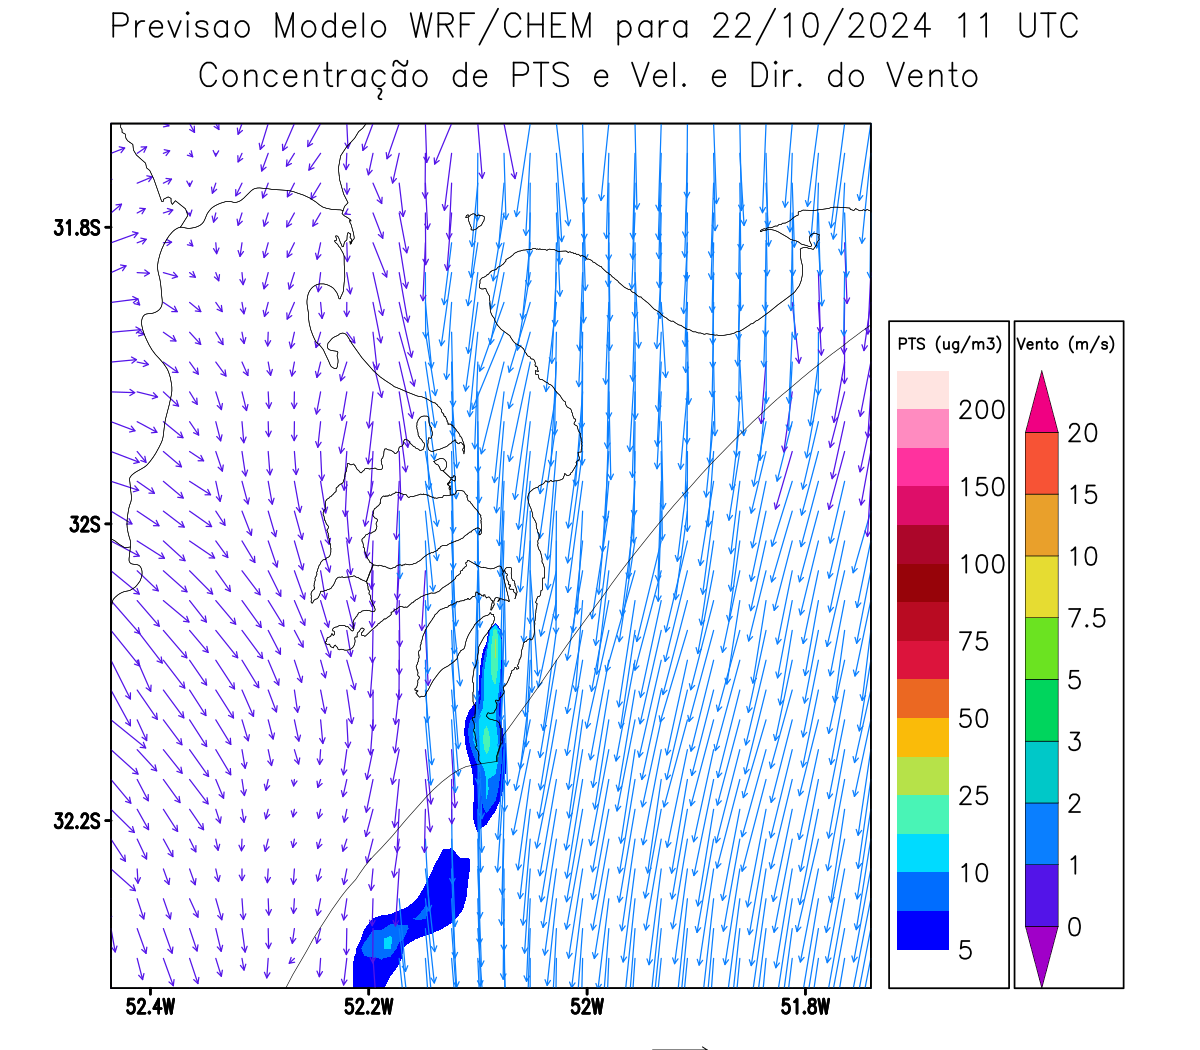 Previsao Modelo WRF/CHEM para 22/10/2024 11 UTC
Concentração de PTS e Vel. e Dir. do Vento
31.8S
32S
32.2S
52.4W
52.2W
52W
51.8W
PTS (ug/m3)
200
150
100
75
50
25
10
5
Vento (m/s)
20
15
10
7.5
5
3
2
1
0